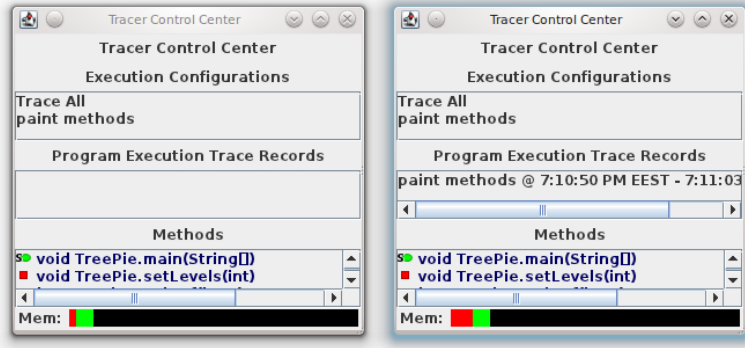 Tracer Control Center
Tracer Control Center
Execution Configurations
Trace All
paint methods
Program Execution Trace Records
Methods
S void TreePie.main(String[])
void TreePie.setLevels(int)
Mem:
Tracer Control Center
Tracer Control Center
Execution Configurations
Trace All
paint methods
Program Execution Trace Records
paint methods @ 7:10:50 PM EEST - 7:11:03
Methods
S void TreePie.main(String[])
void TreePie.setLevels(int)
Mem: